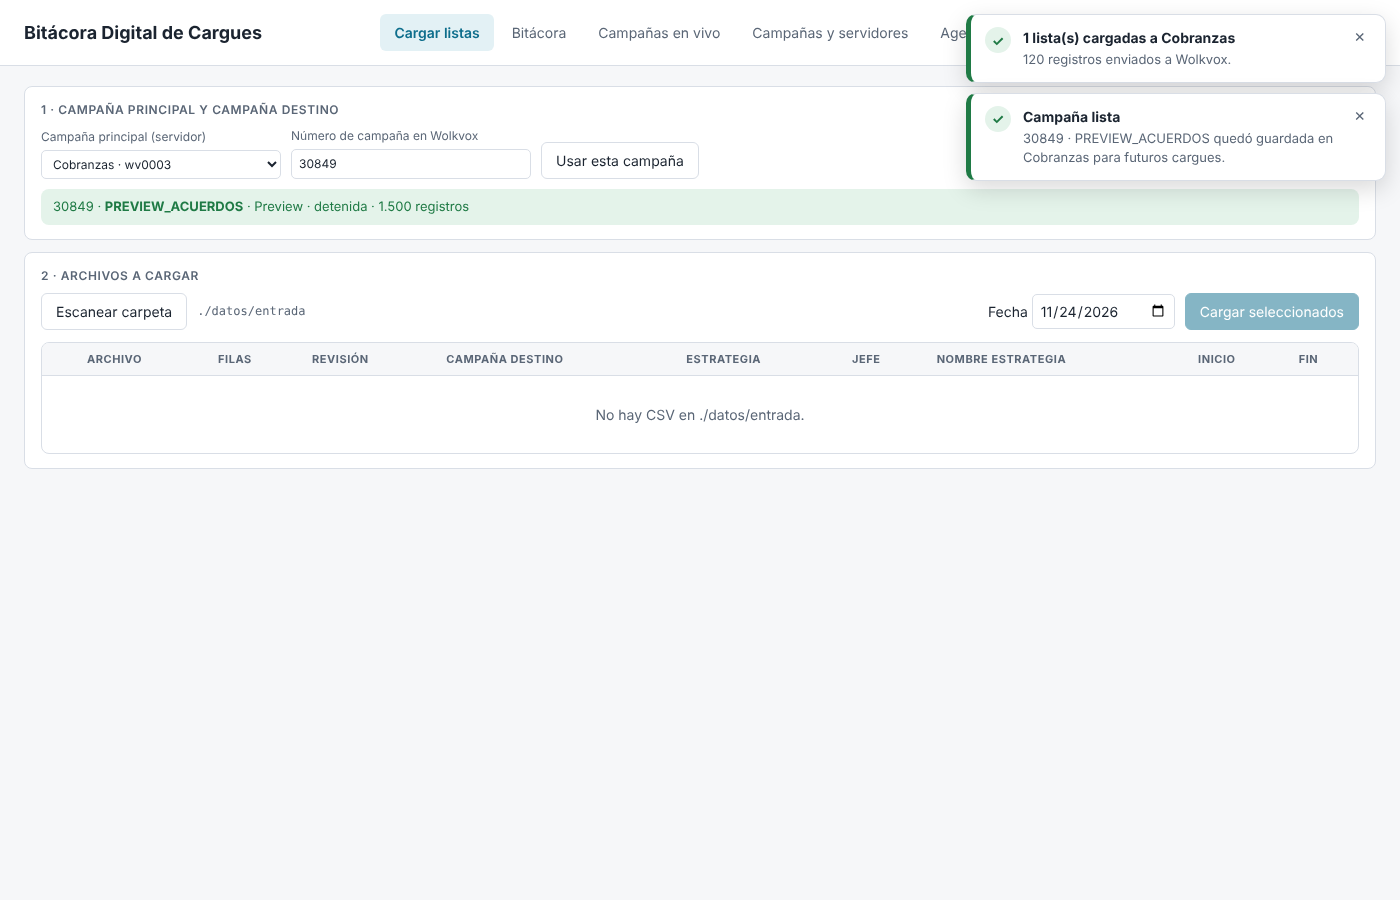 Bitácora Digital de Cargues
Cargar listas
Bitácora
Campañas en vivo
Campañas y servidores
Age
1 lista(s) cargadas a Cobranzas
120 registros enviados a Wolkvox.
Campaña lista
30849 · PREVIEW_ACUERDOS quedó guardada en
Cobranzas para futuros cargues.
1 · CAMPAÑA PRINCIPAL Y CAMPAÑA DESTINO
Campaña principal (servidor)
Número de campaña en Wolkvox
Cobranzas · wv0003
30849
Usar esta campaña
30849 · PREVIEW_ACUERDOS · Preview · detenida · 1.500 registros
2 · ARCHIVOS A CARGAR
Escanear carpeta
./datos/entrada
Fecha
11/24/2026
Cargar seleccionados
ARCHIVO
FILAS
REVISIÓN
CAMPAÑA DESTINO
ESTRATEGIA
JEFE
NOMBRE ESTRATEGIA
INICIO
FIN
No hay CSV en ./datos/entrada.